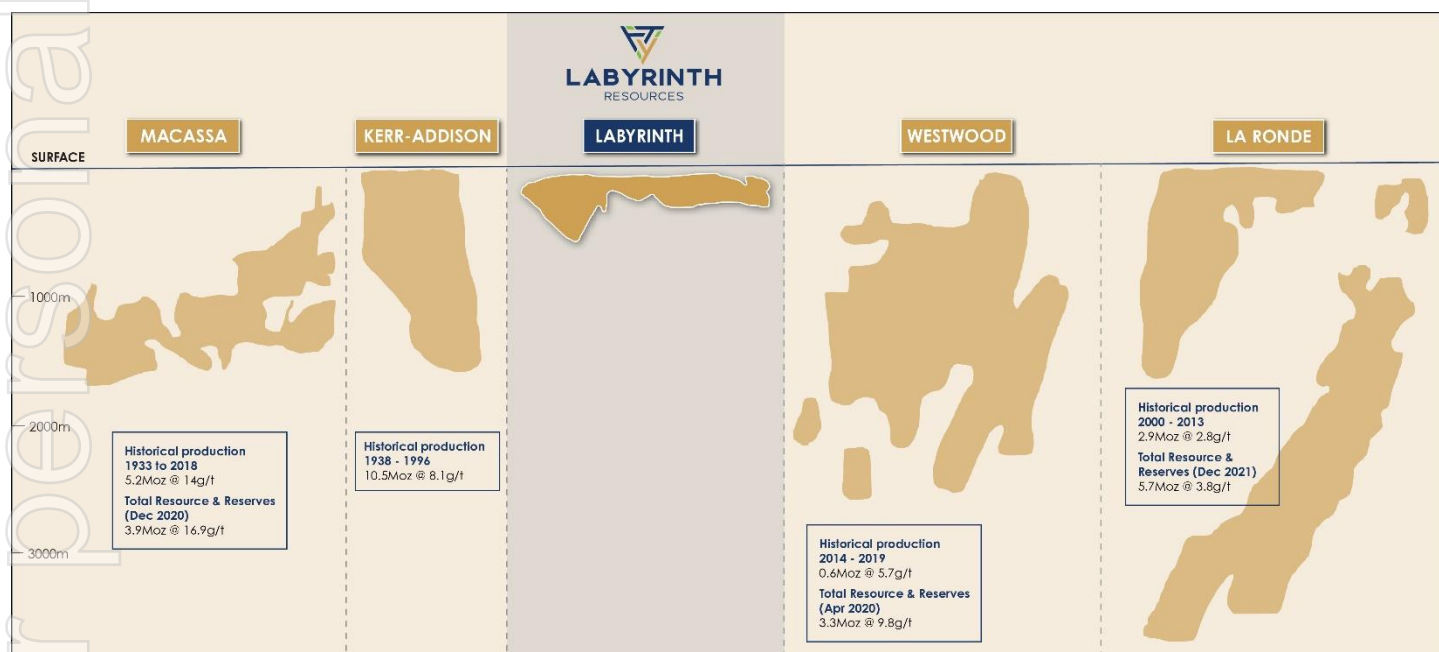 r personal
LABYRINTH
RESOURCES
MACASSA
KERR-ADDISON
LABYRINTH
WESTWOOD
LA RONDE
SURFACE
1000m
2000m
3000m
Historical production
1933 to 2018
5.2Moz @ 14g/t
Total Resource & Reserves
(Dec 2020)
3.9Moz @ 16.9g/t
Historical production
1938 - 1996
10.5Moz @ 8.1g/t
Historical production
2014 - 2019
0.6Moz @ 5.7g/t
Total Resource & Reserves
(Apr 2020)
3.3Moz @ 9.8g/t
Historical production
2000 - 2013
2.9Moz @ 2.8g/t
Total Resource &
Reserves (Dec 2021)
5.7Moz @ 3.8g/t